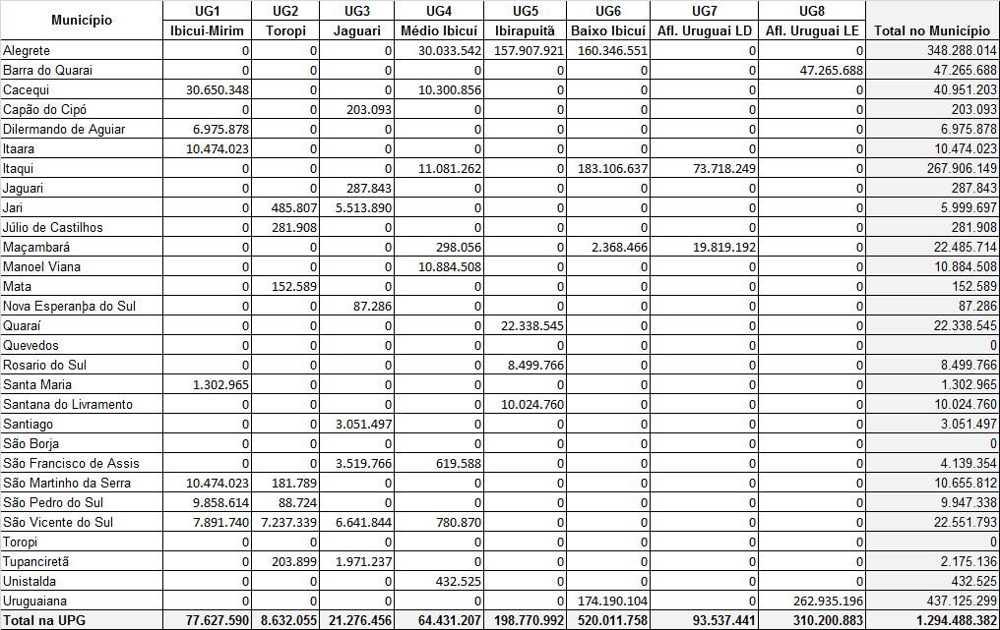 Município UG1 UG2 UG3 UG4 UG5 UG6 UG7 UG8 Total no Município
Ibicui-Mirim Toropi Jaguari Médio Ibicuí Ibirapuitã Baixo Ibicuí Afl. Uruguai LD Afl. Uruguai LE
Alegrete 0 0 0 30.033.542 157.907.921 160.346.551 0 0 348.288.014
Barra do Quarai 0 0 0 0 0 0 0 47.265.688 47.265.688
Cacequi 30.650.348 0 0 10.300.856 0 0 0 0 40.951.203
Capão do Cipó 0 0 203.093 0 0 0 0 0 203.093
Dilermando de Aguiar 6.975.878 0 0 0 0 0 0 0 6.975.878
Itaara 10.474.023 0 0 0 0 0 0 0 10.474.023
Itaqui 0 0 0 11.081.262 0 183.106.637 73.718.249 0 267.906.149
Jaguari 0 0 287.843 0 0 0 0 0 287.843
Jari 0 485.807 5.513.890 0 0 0 0 0 5.999.697
Júlio de Castilhos 0 281.908 0 0 0 0 0 0 281.908
Maçambará 0 0 0 298.056 0 2.368.466 19.819.192 0 22.485.714
Manoel Viana 0 0 0 10.884.508 0 0 0 0 10.884.508
Mata 0 152.589 0 0 0 0 0 0 152.589
Nova Esperanþa do Sul 0 0 87.286 0 0 0 0 0 87.286
Quaraí 0 0 0 0 22.338.545 0 0 0 22.338.545
Quevedos 0 0 0 0 0 0 0 0 0
Rosario do Sul 0 0 0 0 8.499.766 0 0 0 8.499.766
Santa Maria 1.302.965 0 0 0 0 0 0 0 1.302.965
Santana do Livramento 0 0 0 0 10.024.760 0 0 0 10.024.760
Santiago 0 0 3.051.497 0 0 0 0 0 3.051.497
São Borja 0 0 0 0 0 0 0 0 0
São Francisco de Assis 0 0 3.519.766 619.588 0 0 0 0 4.139.354
São Martinho da Serra 10.474.023 181.789 0 0 0 0 0 0 10.655.812
São Pedro do Sul 9.858.614 88.724 0 0 0 0 0 0 9.947.338
São Vicente do Sul 7.891.740 7.237.339 6.641.844 780.870 0 0 0 0 22.551.793
Toropi 0 0 0 0 0 0 0 0 0
Tupanciretã 0 203.899 1.971.237 0 0 0 0 0 2.175.136
Unistalda 0 0 0 432.525 0 0 0 0 432.525
Uruguaiana 0 0 0 0 0 174.190.104 0 262.935.196 437.125.299
Total na UPG 77.627.590 8.632.055 21.276.456 64.431.207 198.770.992 520.011.758 93.537.441 310.200.883 1.294.488.382